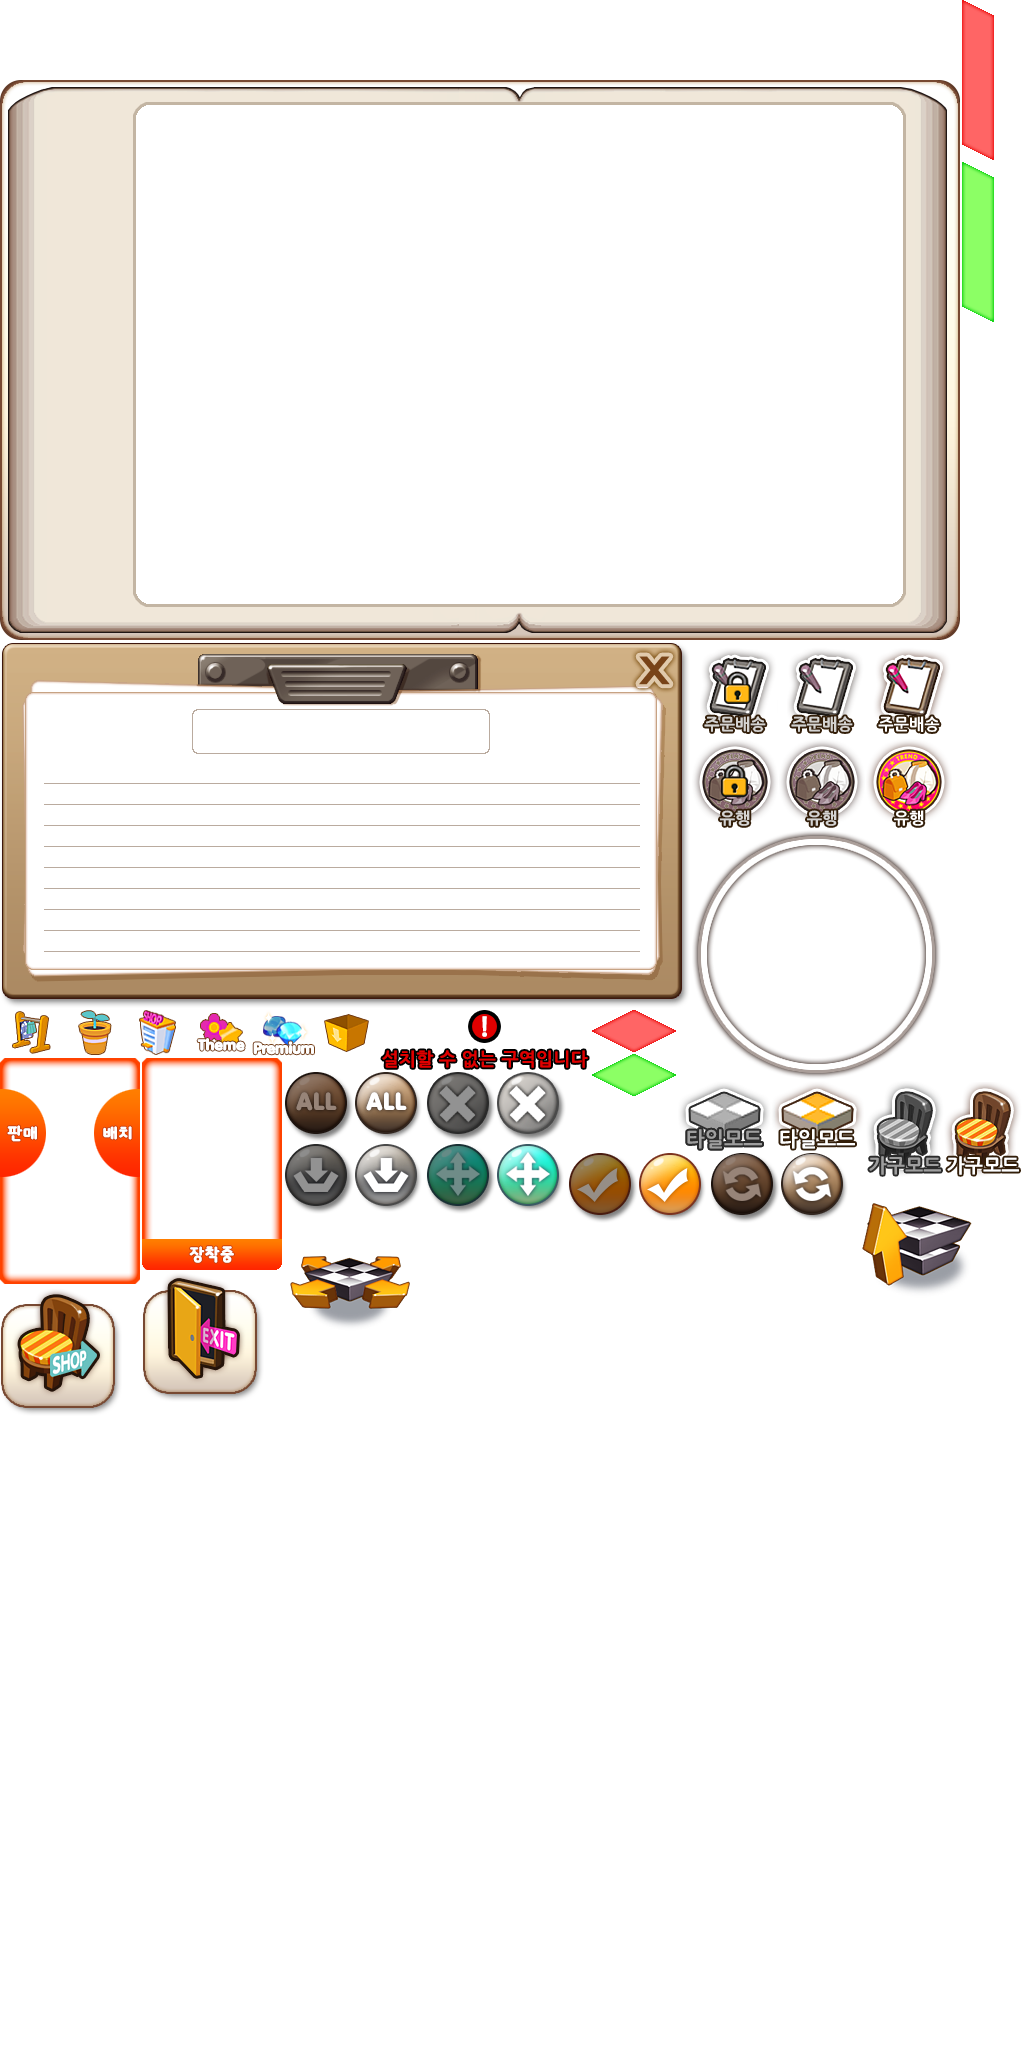 주문배송
주문배송
주문배송
유행
유행
TREND
유행
SHOP
Theme
Premium
설치할 수 없는 구역입니다
판매
배치
ALL
ALL
타일모드
타일모드
가구모드
가구모드
장착중
SHOP
EXIT